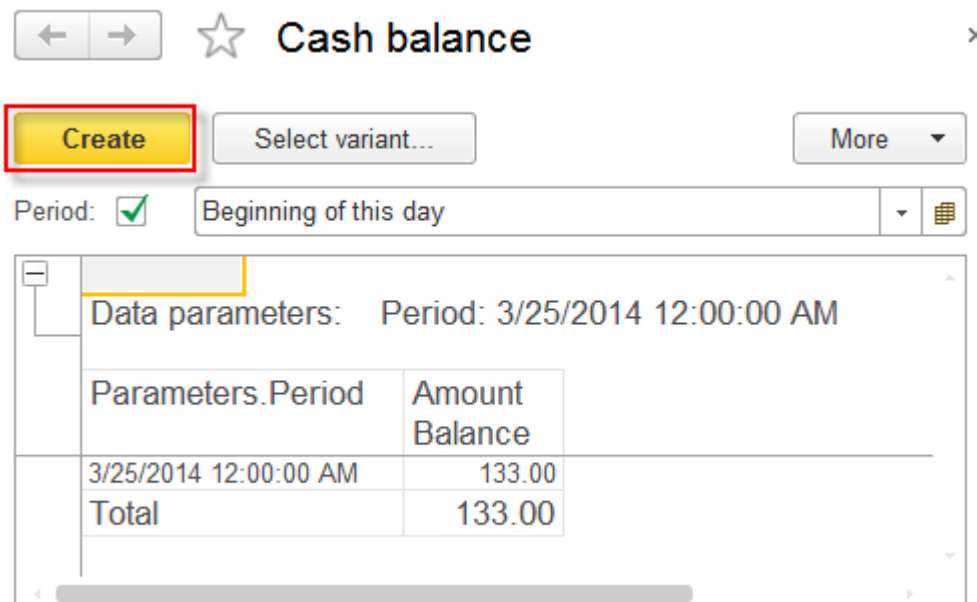 Cash balance
Create Select variant... More
Period: Beginning of this day
Data parameters: Period: 3/25/2014 12:00:00 AM
Parameters.Period Amount
Balance
3/25/2014 12:00:00 AM 133.00
Total 133.00